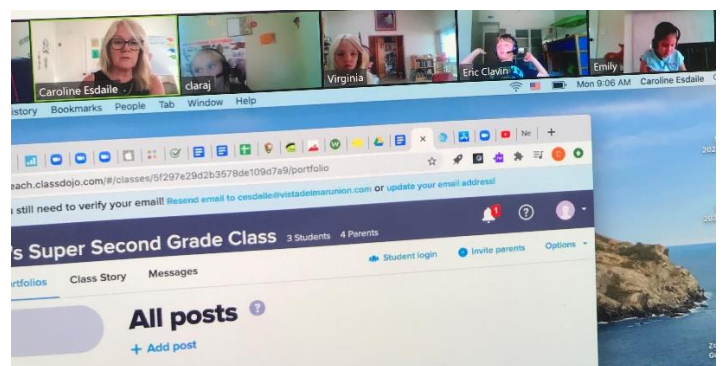 Caroline Esdaile
claraj
Virginia
Eric Clavin
Emily
istory Bookmarks People Tab Window Help
Mon 9:06 AM Caroline Esdaile
Ne
each.classdojo.com/#/classes/5f297e29d2b3578de109d7a9/portfolio
still need to verify your email! Resend email to cesdaile@vistadelmarunion.com or update your email address!
's Super Second Grade Class 3 Students 4 Parents
1
rtfolios Class Story Messages
Student login Invite parents Options
All posts ?
+ Add post